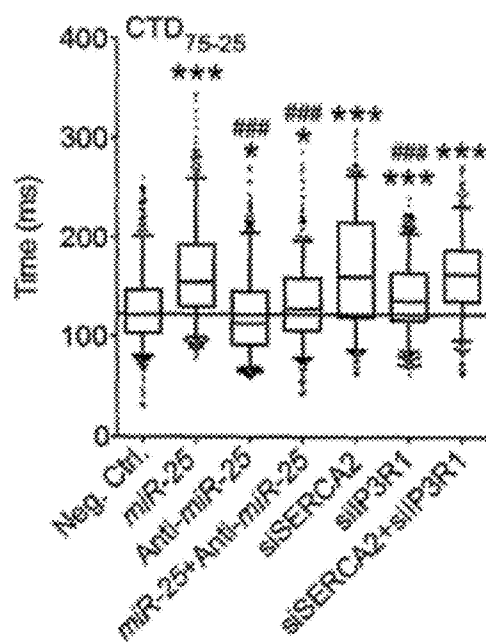 CTD75-25
400
300
200
100
0
Time (ms)
***
###
*
###
*
***
###
***
***
Neg. Ctrl.
miR-25
Anti-miR-25
miR+Anti-miR-25
siSERCA2
siIP3R1
siSERCA2+siIP3R1